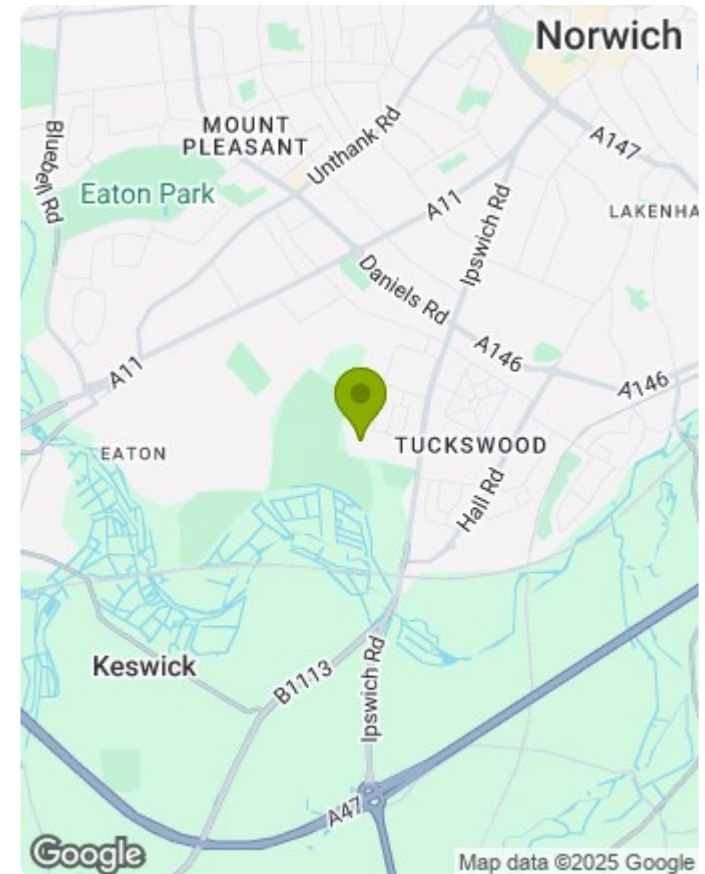 Norwich
MOUNT
PLEASANT
Unthank Rd
A147
Bluebell Rd
Eaton Park
A11
Ipswich Rd
LAKENHA
Daniels Rd
A146
A11
A146
EATON
TUCKSWOOD
Hall Rd
Keswick
B1113
Ipswich Rd
A47
Google
Map data ©2025 Google